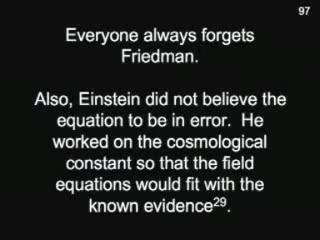 97
Everyone always forgets
Friedman.
Also, Einstein did not believe the
equation to be in error.  He
worked on the cosmological
constant so that the field
equations would fit with the
known evidence29.